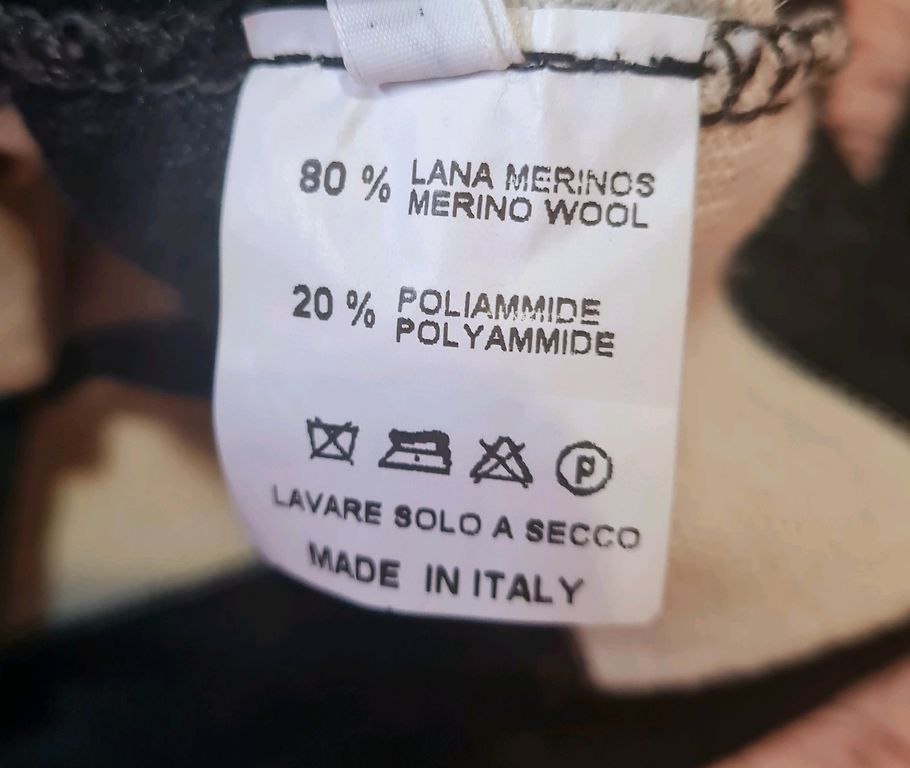 80 % LANA MERINOS
MERINO WOOL
20 % POLIAMMIDE
POLYAMMIDE
P
LAVARE SOLO A SECCO
MADE IN ITALY